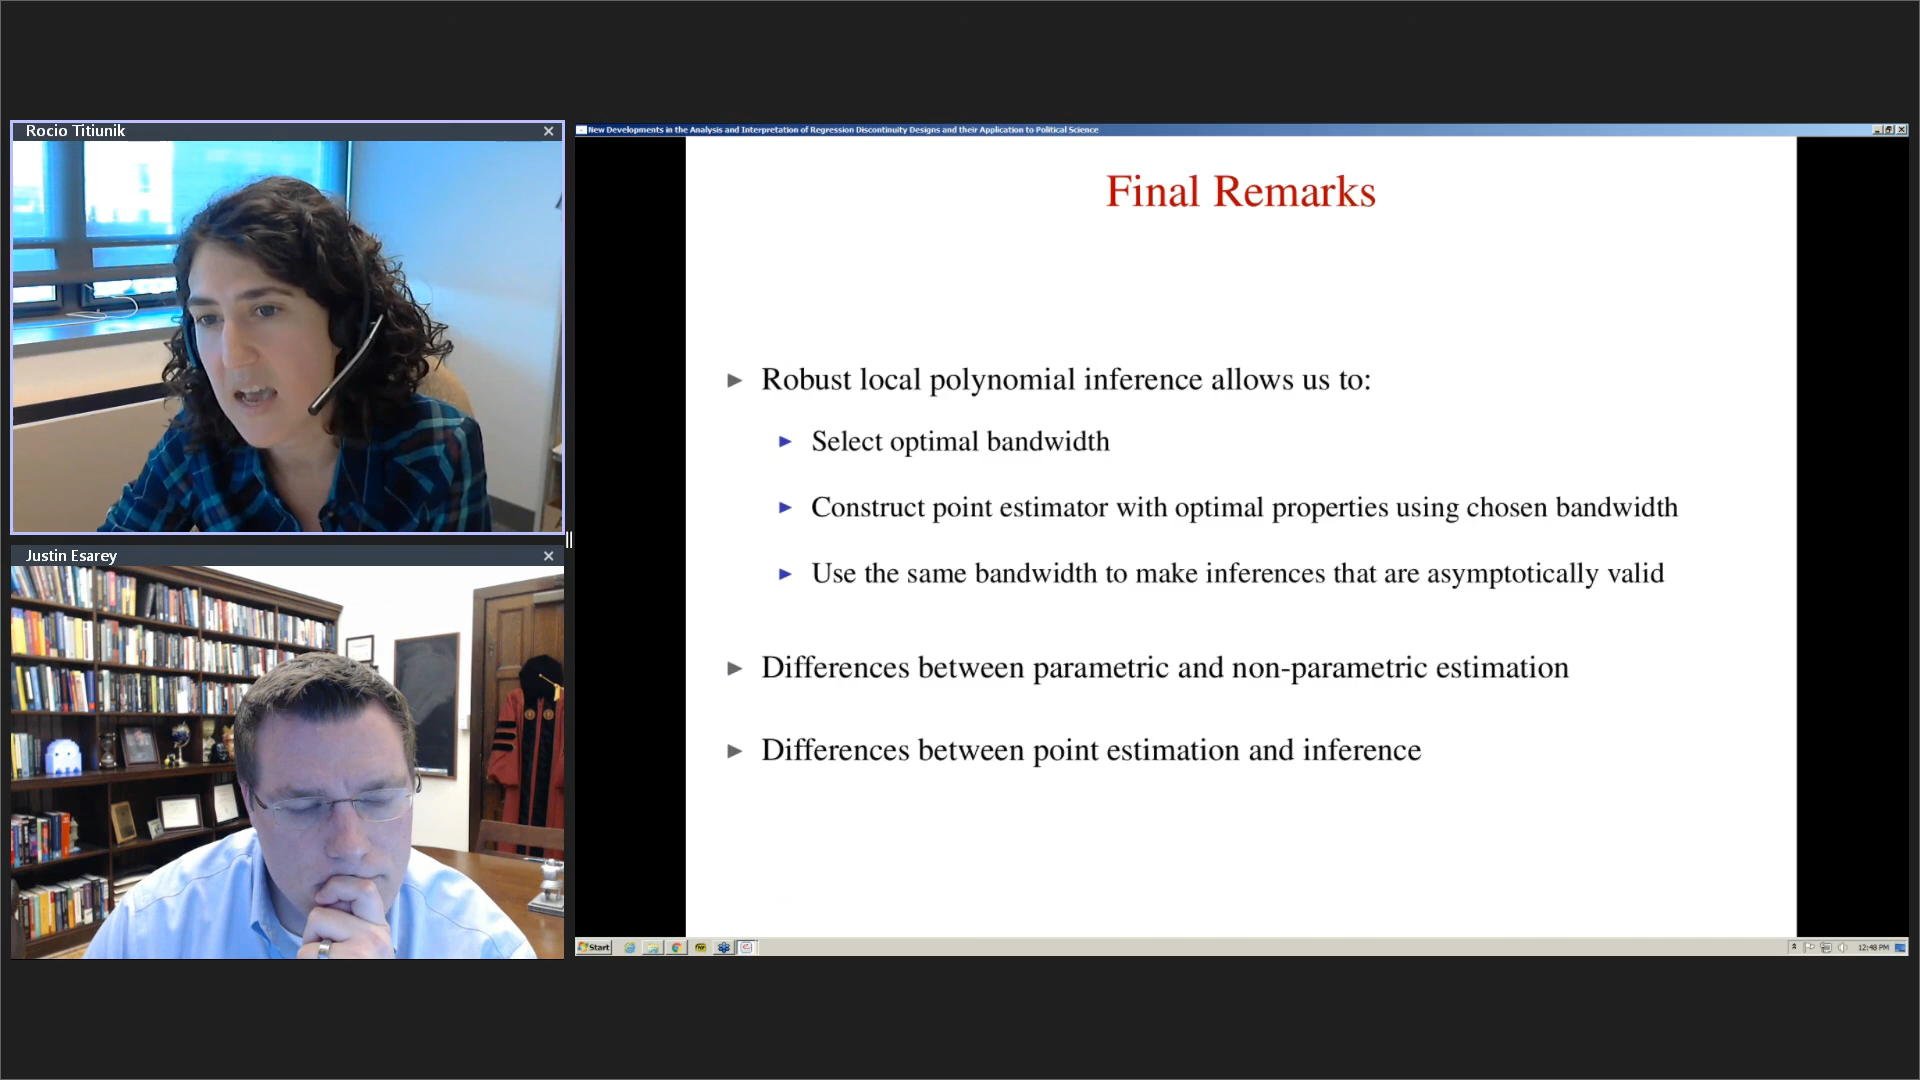 Rocio Titiunik
New Developments in the Analysis and Interpretation of Regression Discontinuity Designs and their Application to Political Science
Final Remarks
Robust local polynomial inference allows us to:
Select optimal bandwidth
Construct point estimator with optimal properties using chosen bandwidth
Use the same bandwidth to make inferences that are asymptotically valid
Differences between parametric and non-parametric estimation
Differences between point estimation and inference
Justin Esarey
Start
12:48 PM